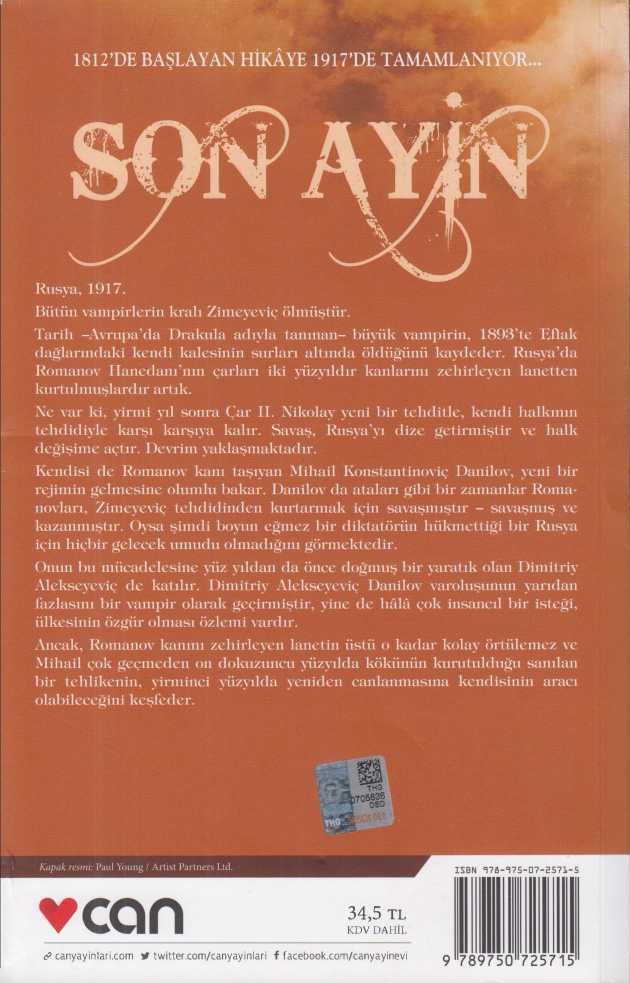 1812'DE BAŞLAYAN HİKÂYE 1917'DE TAMAMLANIYOR...
SON AYİN
Rusya, 1917.
Bütün vampirlerin kralı Zimeyeviç ölmüştür.
Tarih –Avrupa'da Drakula adıyla tanınan– büyük vampirin, 1893'te Eflak
dağlarındaki kendi kalesinin surları altında öldüğünü kaydeder. Rusya'da
Romanov Hanedanı'nın çarları iki yüzyıldır kanlarını zehirleyen lanetten
kurtulmuşlardır artık.
Ne var ki, yirmi yıl sonra Çar II. Nikolay yeni bir tehditle, kendi halkının
tehdidiyle karşı karşıya kalır. Savaş, Rusya'yı dize getirmiştir ve halk
değişime açtır. Devrim yaklaşmaktadır.
Kendisi de Romanov kanı taşıyan Mihail Konstantinoviç Danilov, yeni bir
rejimin gelmesine olumlu bakar. Danilov da ataları gibi bir zamanlar Roma-
novları, Zimeyeviç tehdidinden kurtarmak için savaşmıştır – savaşmış ve
kazanmıştır. Oysa şimdi boyun eğmez bir diktatörün hükmettiği bir Rusya
için hiçbir gelecek umudu olmadığını görmektedir.
Onun bu mücadelesine yüz yıldan da önce doğmuş bir yaratık olan Dimitriy
Alekseyeviç de katılır. Dimitriy Alekseyeviç Danilov varoluşunun yarıdan
fazlasını bir vampir olarak geçirmiştir, yine de hâlâ çok insancıl bir isteği,
ülkesinin özgür olması özlemi vardır.
Ancak, Romanov kanını zehirleyen lanetin üstü o kadar kolay örtülemez ve
Mihail çok geçmeden on dokuzuncu yüzyılda kökünün kurutulduğu sanılan
bir tehlikenin, yirminci yüzyılda yeniden canlanmasına kendisinin aracı
olabileceğini keşfeder.
THG
0705636
DED
THG
Kapak resmi: Paul Young / Artist Partners Ltd.
can
34,5 TL
KDV DAHİL
canyayinlari.com twitter.com/canyayinlari facebook.com/canyayinevi
ISBN 978-975-07-2571-5
9 789750 725715